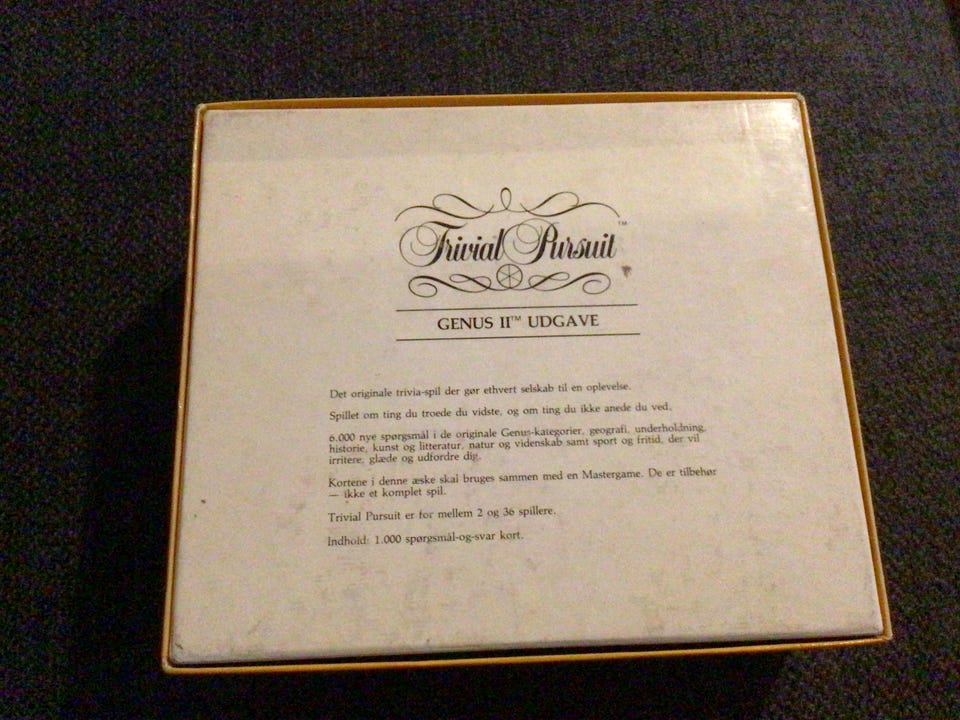 Trivial Pursuit™
GENUS II™ UDGAVE
Det originale trivia-spil der gør ethvert selskab til en oplevelse.
Spillet om ting du troede du vidste, og om ting du ikke anede du ved.
6.000 nye spørgsmål i de originale Genus-kategorier, geografi, underholdning,
historie, kunst og litteratur, natur og videnskab samt sport og fritid, der vil
irritere, glæde og udfordre dig.
Kortene i denne æske skal bruges sammen med en Mastergame. De er tilbehør
— ikke et komplet spil.
Trivial Pursuit er for mellem 2 og 36 spillere.
Indhold: 1.000 spørgsmål-og-svar kort.